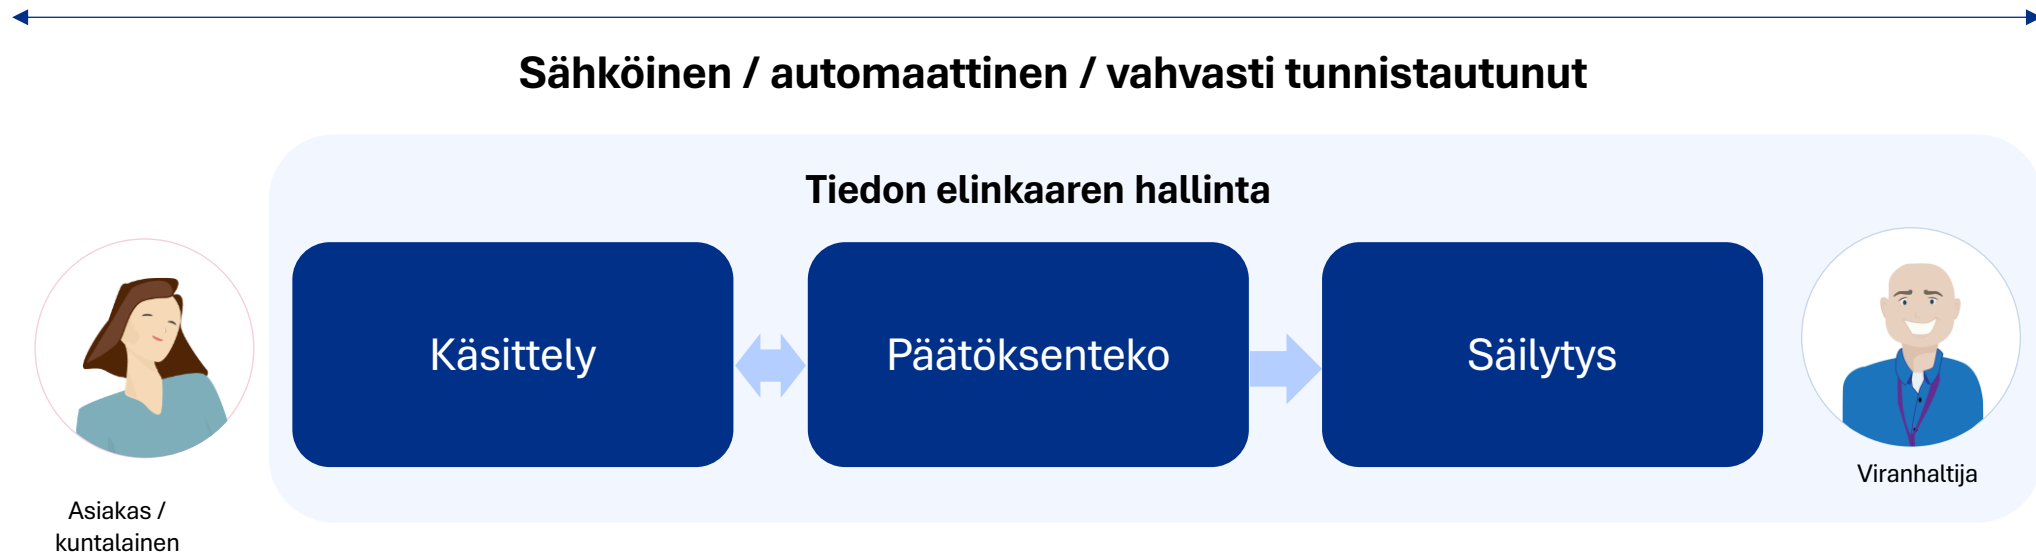 Sähköinen / automaattinen / vahvasti tunnistautunut
Tiedon elinkaaren hallinta
Käsittely
Päätöksenteko
Säilytys
Asiakas /
kuntalainen
Viranhaltija